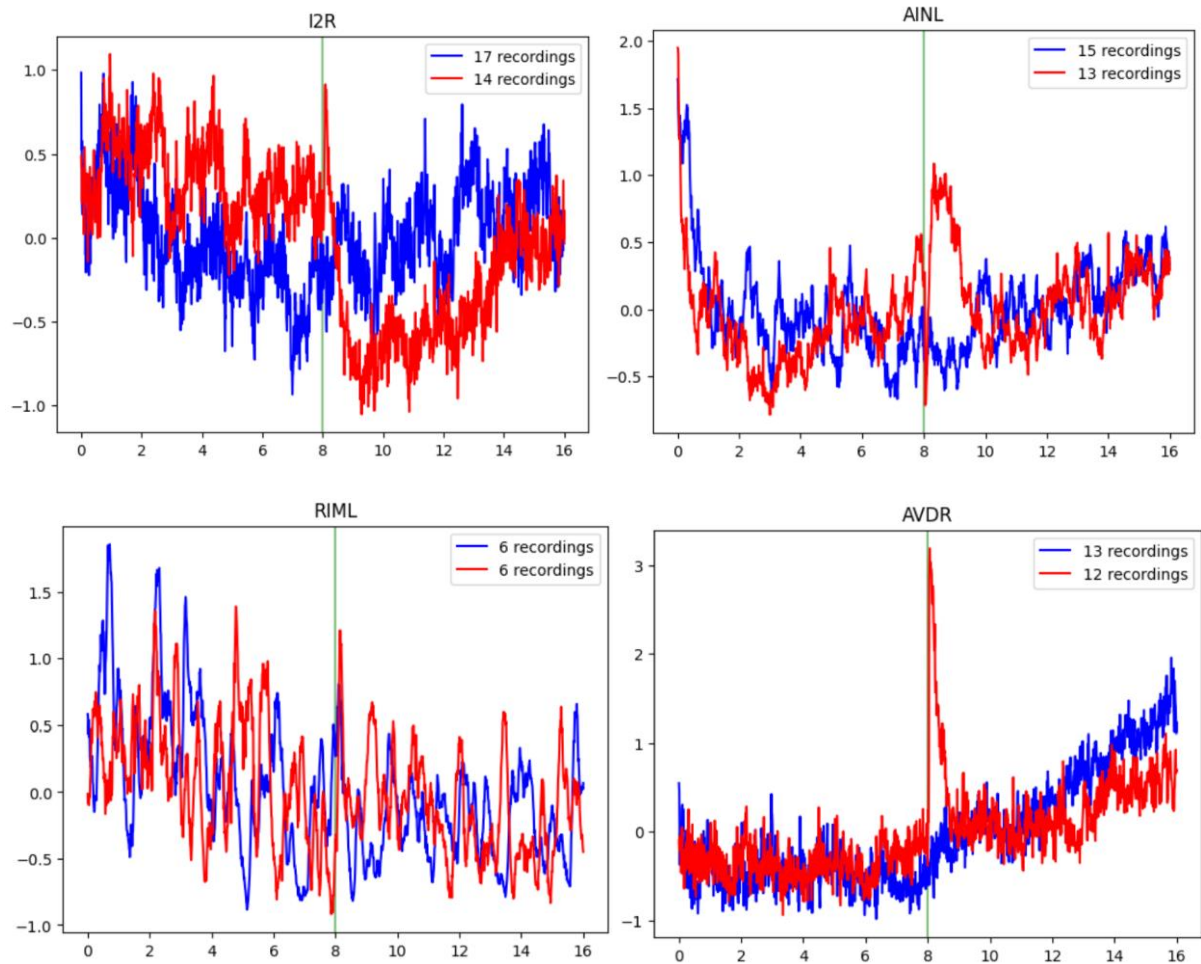 I2R
17 recordings
14 recordings
1.0
0.5
0.0
−0.5
−1.0
0 2 4 6 8 10 12 14 16
AINL
15 recordings
13 recordings
2.0
1.5
1.0
0.5
0.0
−0.5
0 2 4 6 8 10 12 14 16
RIML
6 recordings
6 recordings
1.5
1.0
0.5
0.0
−0.5
−1.0
0 2 4 6 8 10 12 14 16
AVDR
13 recordings
12 recordings
3
2
1
0
−1
0 2 4 6 8 10 12 14 16